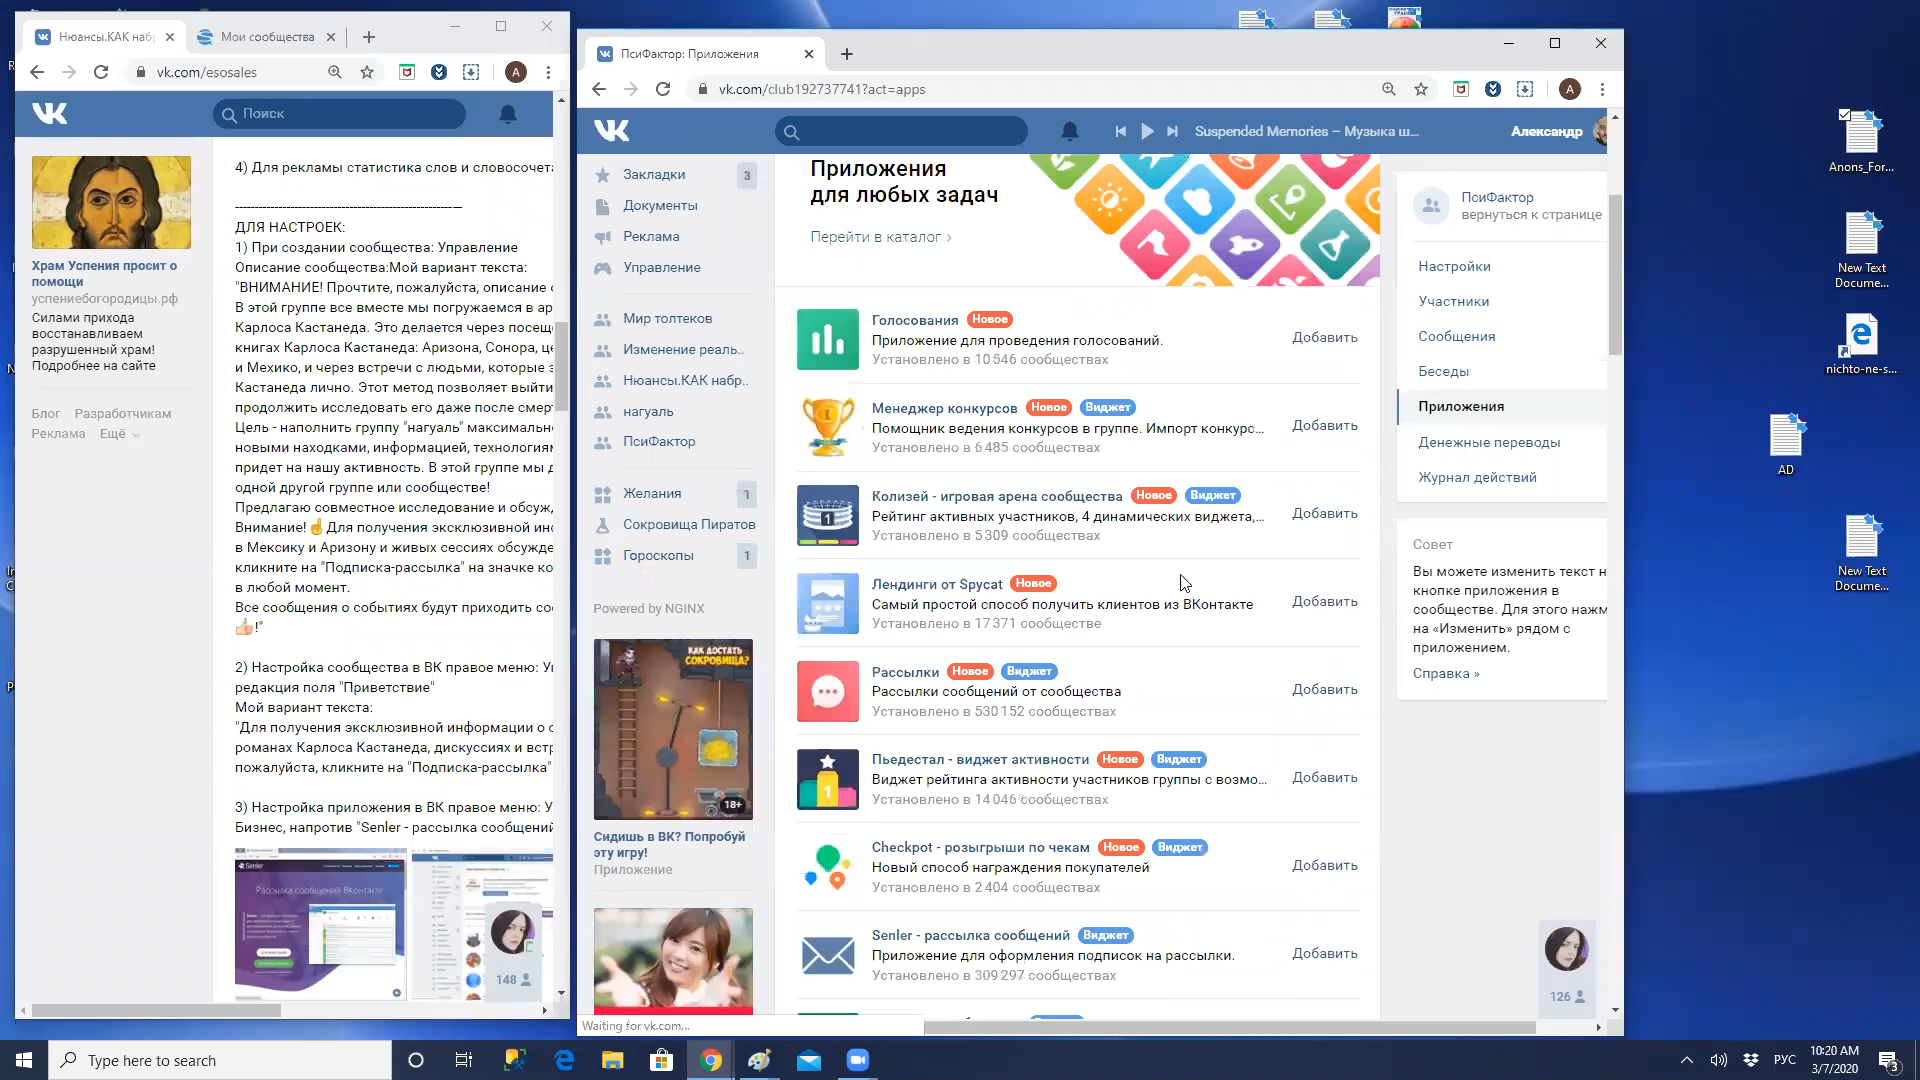 Нюансы.КАК наб
Мои сообщества
vk.com/esosales
Поиск
Храм Успения просит о
помощи
успениебогородицы.рф
Силами прихода
восстанавливаем
разрушенный храм!
Подробнее на сайте
Блог Разработчикам
Реклама Ещё
4) Для рекламы статистика слов и словосочета
ДЛЯ НАСТРОЕК:
1) При создании сообщества: Управление
Описание сообщества:Мой вариант текста:
"ВНИМАНИЕ! Прочтите, пожалуйста, описание
В этой группе все вместе мы погружаемся в ар
Карлоса Кастанеда. Это делается через посещ
книгах Карлоса Кастанеда: Аризона, Сонора, це
и Мехико, и через встречи с людьми, которые з
Кастанеда лично. Этот метод позволяет выйти
продолжить исследовать его даже после смерт
Цель - наполнить группу "нагуаль" максимальн
новыми находками, информацией, технология
придет на нашу активность. В этой группе мы д
одной другой группе или сообществе!
Предлагаю совместное исследование и обсуж
Внимание!☝Для получения эксклюзивной ин
в Мексику и Аризону и живых сессиях обсужде
кликните на "Подписка-рассылка" на значке ко
в любой момент.
Все сообщения о событиях будут приходить со
👍!"
2) Настройка сообщества в ВК правое меню: У
редакция поля "Приветствие"
Мой вариант текста:
"Для получения эксклюзивной информации о с
романах Карлоса Кастанеда, дискуссиях и встр
пожалуйста, кликните на "Подписка-рассылка"
3) Настройка приложения в ВК правое меню: У
Бизнес, напротив "Senler - рассылка сообщений
Senler
Рассылка сообщений ВКонтакте
148
ПсиФактор: Приложения
vk.com/club192737741?act=apps
Suspended Memories – Музыка ш...
Александр
Закладки 3
Документы
Реклама
Управление
Мир толтеков
Изменение реаль..
Нюансы.КАК набр..
нагуаль
ПсиФактор
Желания 1
Сокровища Пиратов
Гороскопы 1
Powered by NGINX
КАК ДОСТАТЬ
СОКРОВИЩА?
18+
Сидишь в ВК? Попробуй
эту игру!
Приложение
Приложения
для любых задач
Перейти в каталог ›
Голосования Новое
Приложение для проведения голосований.
Установлено в 10 546 сообществах
Добавить
Менеджер конкурсов Новое Виджет
Помощник ведения конкурсов в группе. Импорт конкурс...
Установлено в 6 485 сообществах
Добавить
Колизей - игровая арена сообщества Новое Виджет
Рейтинг активных участников, 4 динамических виджета,...
Установлено в 5 309 сообществах
Добавить
Лендинги от Spycat Новое
Самый простой способ получить клиентов из ВКонтакте
Установлено в 17 371 сообществе
Добавить
Рассылки Новое Виджет
Рассылки сообщений от сообщества
Установлено в 530 152 сообществах
Добавить
Пьедестал - виджет активности Новое Виджет
Виджет рейтинга активности участников группы с возмо...
Установлено в 14 046 сообществах
Добавить
Checkpot - розыгрыши по чекам Новое Виджет
Новый способ награждения покупателей
Установлено в 2 404 сообществах
Добавить
Senler - рассылка сообщений Виджет
Приложение для оформления подписок на рассылки.
Установлено в 309 297 сообществах
Добавить
ПсиФактор
вернуться к странице
Настройки
Участники
Сообщения
Беседы
Приложения
Денежные переводы
Журнал действий
Совет
Вы можете изменить текст н
кнопке приложения в
сообществе. Для этого нажм
на «Изменить» рядом с
приложением.
Справка »
126
Waiting for vk.com...
Anons_For...
New Text
Docume...
nichto-ne-s...
AD
New Text
Docume...
Type here to search
РУС
10:20 AM
3/7/2020
3